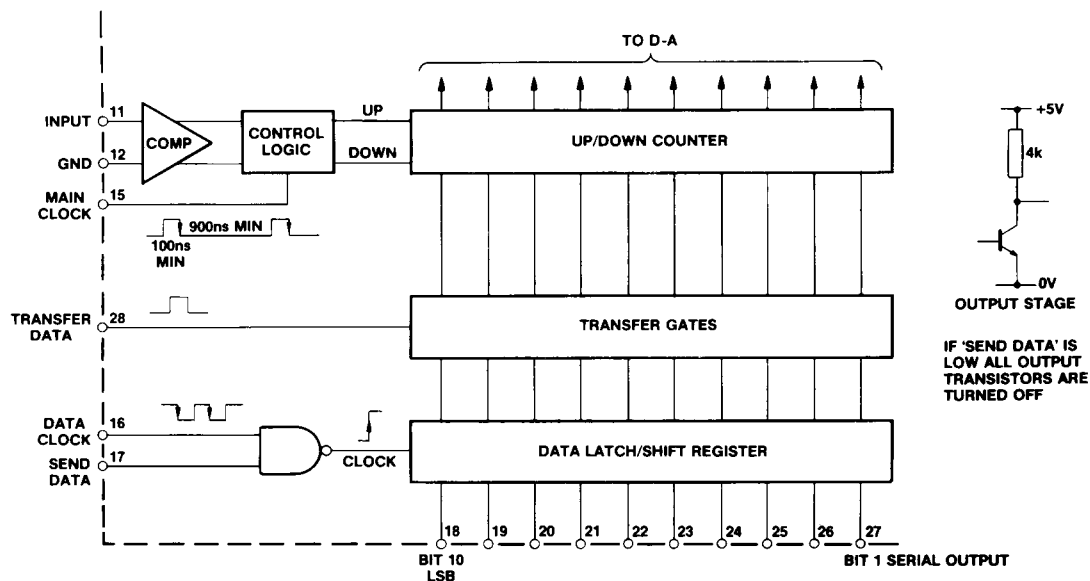 TO D-A
INPUT
11
GND
12
COMP
CONTROL
LOGIC
UP
DOWN
UP/DOWN COUNTER
MAIN
CLOCK
15
100ns
MIN
900ns MIN
TRANSFER
DATA
28
TRANSFER GATES
DATA
CLOCK
16
SEND
DATA
17
CLOCK
DATA LATCH/SHIFT REGISTER
18
19
20
21
22
23
24
25
26
27
BIT 10
LSB
BIT 1 SERIAL OUTPUT
+5V
4k
0V
OUTPUT STAGE
IF 'SEND DATA' IS
LOW ALL OUTPUT
TRANSISTORS ARE
TURNED OFF